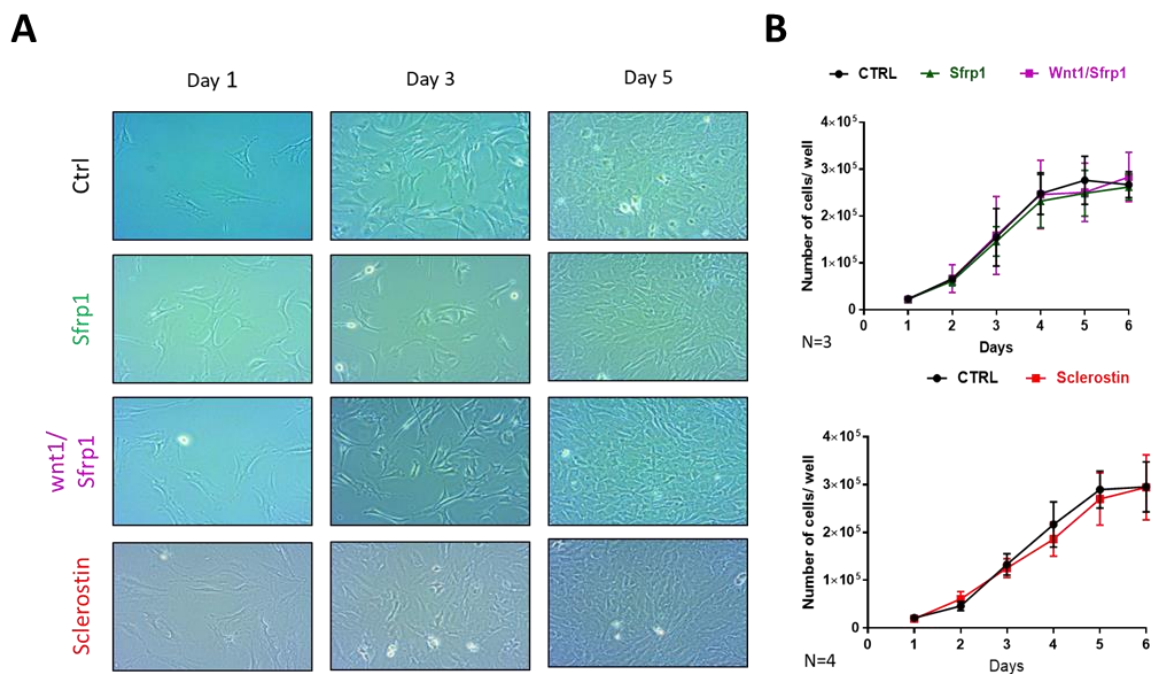 A
Day 1 Day 3 Day 5
Ctrl
Sfrp1
wnt1/
Sfrp1
Sclerostin
B
CTRL Sfrp1 Wnt1/Sfrp1
Number of cells/ well
4×10⁵
3×10⁵
2×10⁵
1×10⁵
0
0 1 2 3 4 5 6
N=3
Days
CTRL Sclerostin
Number of cells/ well
4×10⁵
3×10⁵
2×10⁵
1×10⁵
0
0 1 2 3 4 5 6
N=4
Days